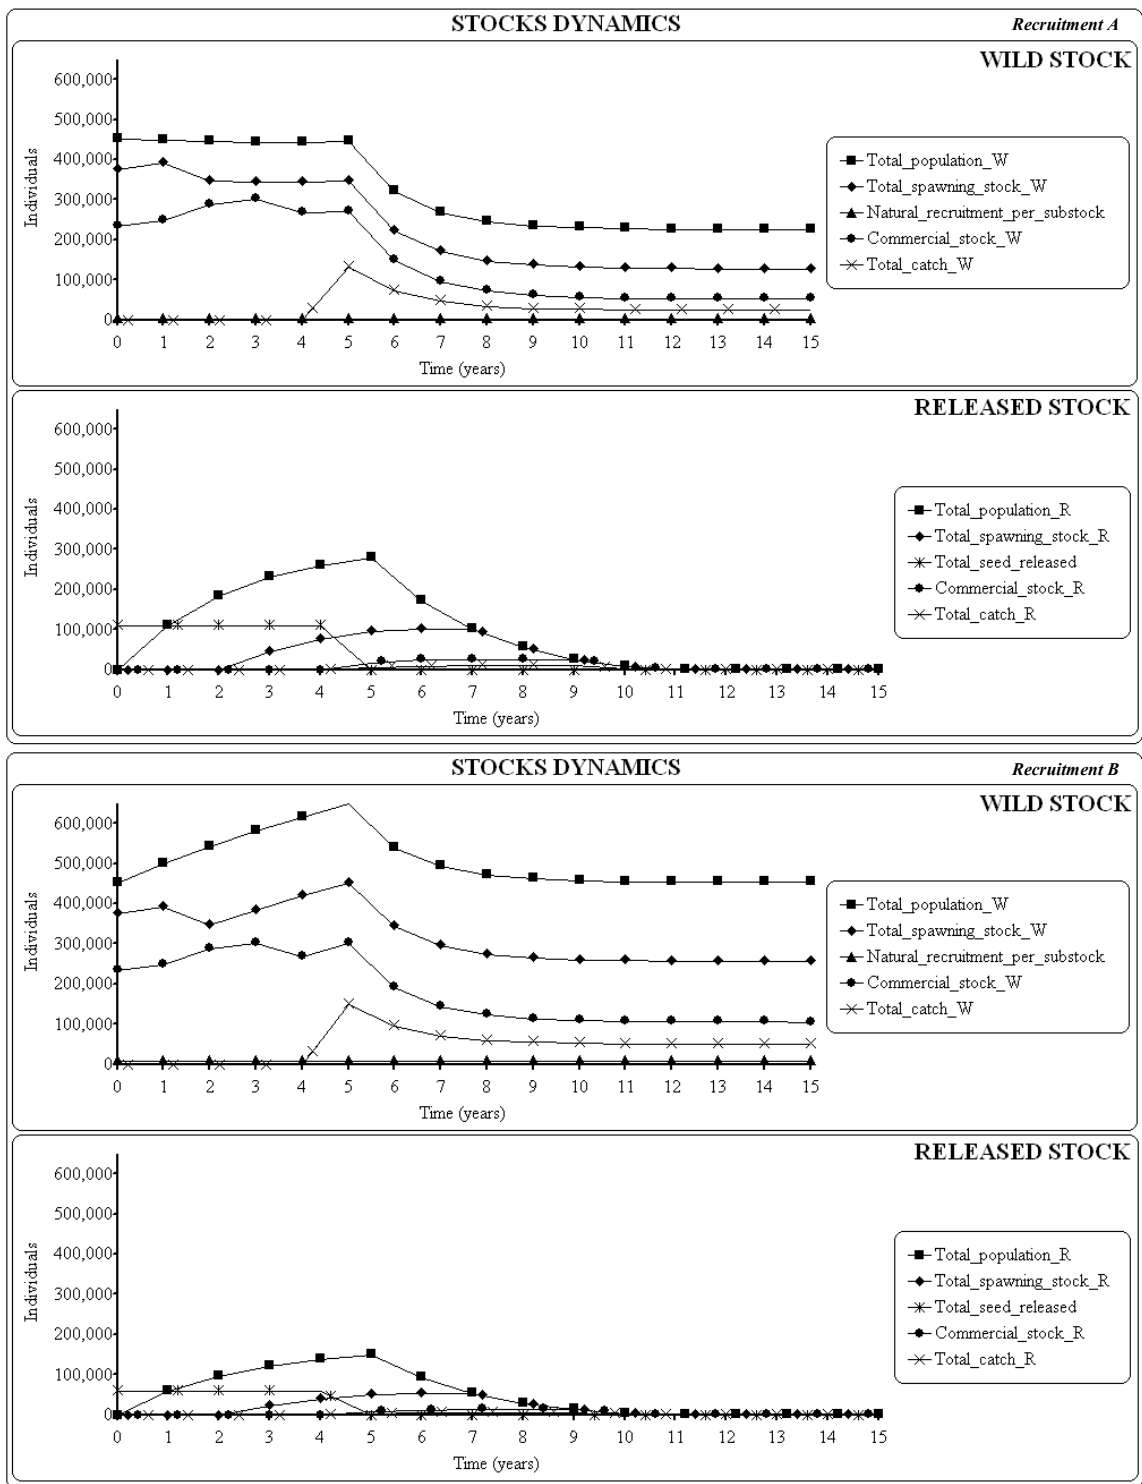 STOCKS DYNAMICS Recruitment A
WILD STOCK
600,000
500,000
400,000
300,000
200,000
100,000
0
Individuals
0 1 2 3 4 5 6 7 8 9 10 11 12 13 14 15
Time (years)
Total_population_W
Total_spawning_stock_W
Natural_recruitment_per_substock
Commercial_stock_W
Total_catch_W
RELEASED STOCK
600,000
500,000
400,000
300,000
200,000
100,000
0
Individuals
0 1 2 3 4 5 6 7 8 9 10 11 12 13 14 15
Time (years)
Total_population_R
Total_spawning_stock_R
Total_seed_released
Commercial_stock_R
Total_catch_R
STOCKS DYNAMICS Recruitment B
WILD STOCK
600,000
500,000
400,000
300,000
200,000
100,000
0
Individuals
0 1 2 3 4 5 6 7 8 9 10 11 12 13 14 15
Time (years)
Total_population_W
Total_spawning_stock_W
Natural_recruitment_per_substock
Commercial_stock_W
Total_catch_W
RELEASED STOCK
600,000
500,000
400,000
300,000
200,000
100,000
0
Individuals
0 1 2 3 4 5 6 7 8 9 10 11 12 13 14 15
Time (years)
Total_population_R
Total_spawning_stock_R
Total_seed_released
Commercial_stock_R
Total_catch_R